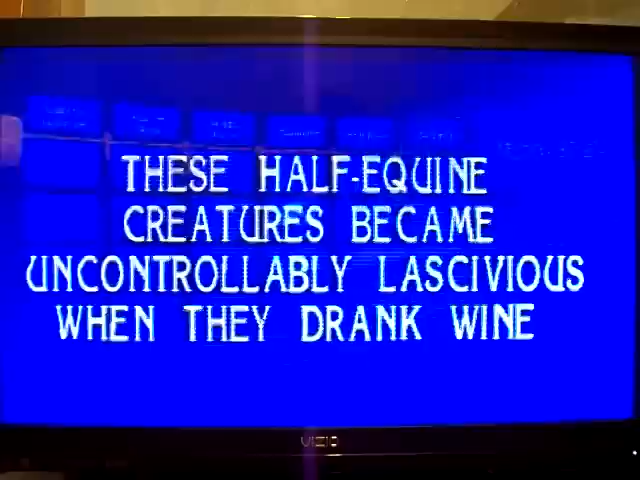 THESE HALF-EQUINE
CREATURES BECAME
UNCONTROLLABLY LASCIVIOUS
WHEN THEY DRANK WINE
VIZIO